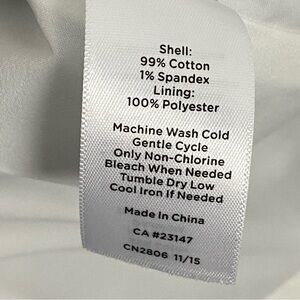 Shell:
99% Cotton
1% Spandex
Lining:
100% Polyester
Machine Wash Cold
Gentle Cycle
Only Non-Chlorine
Bleach When Needed
Tumble Dry Low
Cool Iron If Needed
Made In China
CA #23147
CN2806 11/15